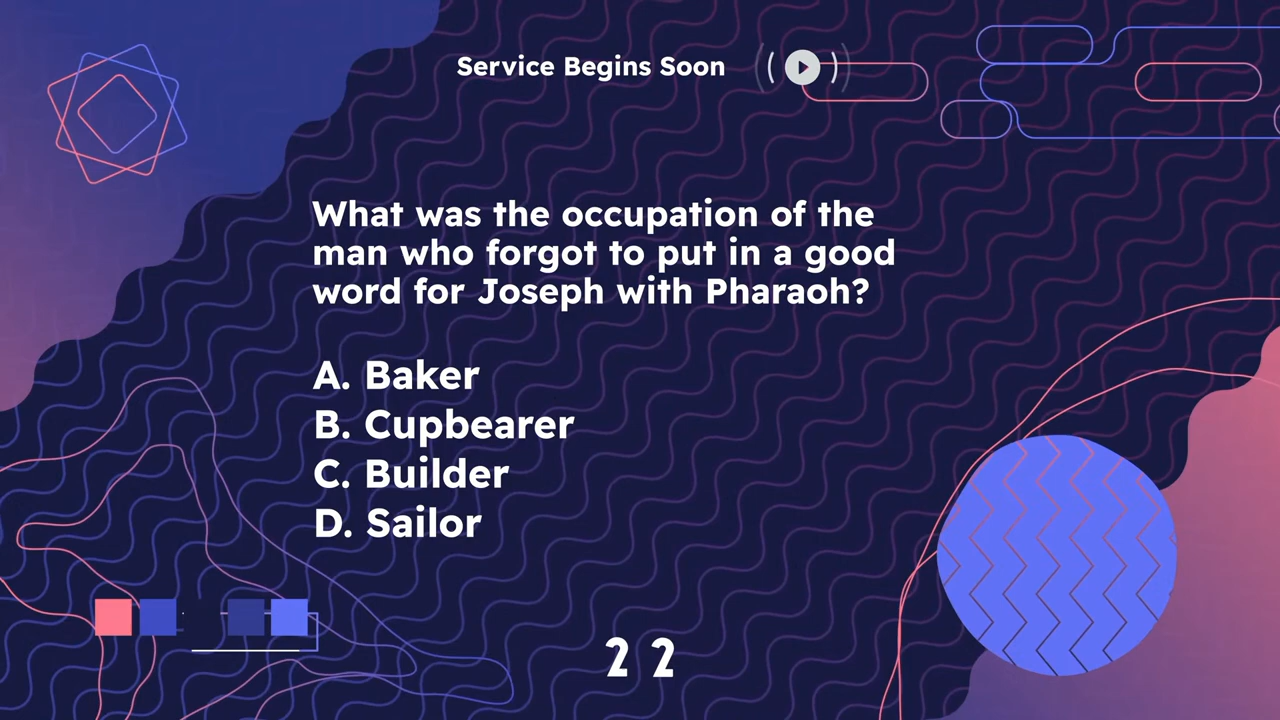 Service Begins Soon
What was the occupation of the
man who forgot to put in a good
word for Joseph with Pharaoh?
A. Baker
B. Cupbearer
C. Builder
D. Sailor
2 2